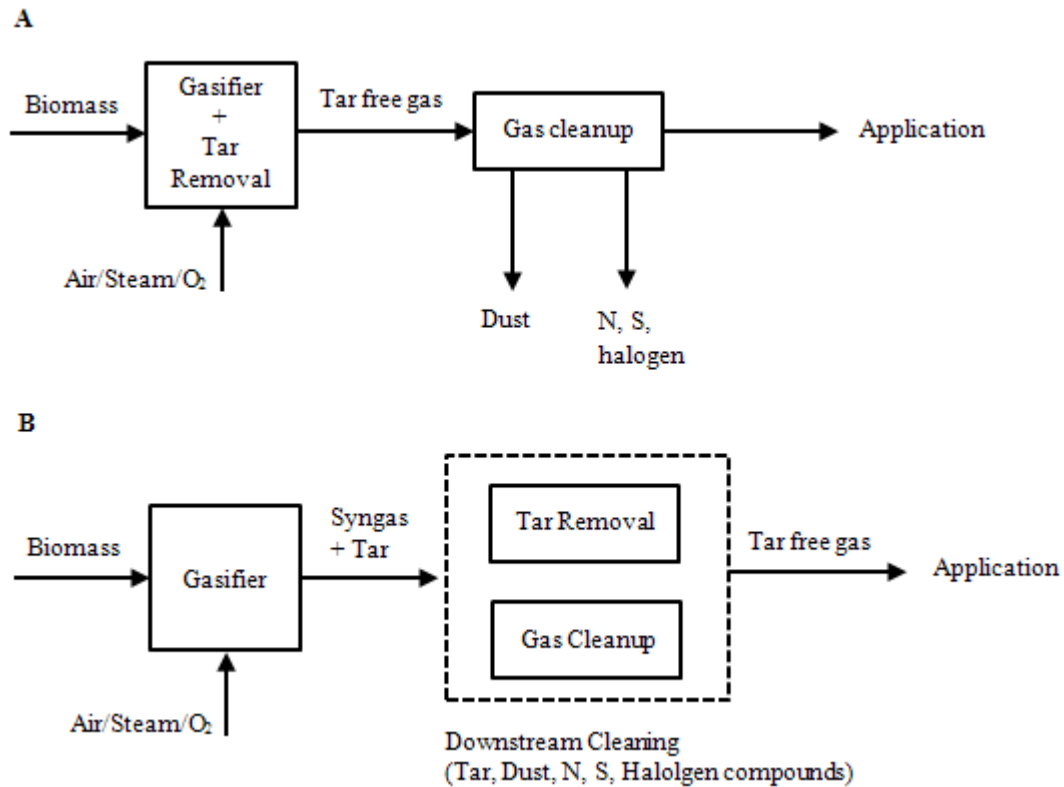 A
Biomass
Gasifier
+
Tar
Removal
Tar free gas
Gas cleanup
Application
Air/Steam/O₂
Dust
N, S,
halogen
B
Biomass
Gasifier
Syngas
+ Tar
Tar Removal
Gas Cleanup
Tar free gas
Application
Air/Steam/O₂
Downstream Cleaning
(Tar, Dust, N, S, Halolgen compounds)